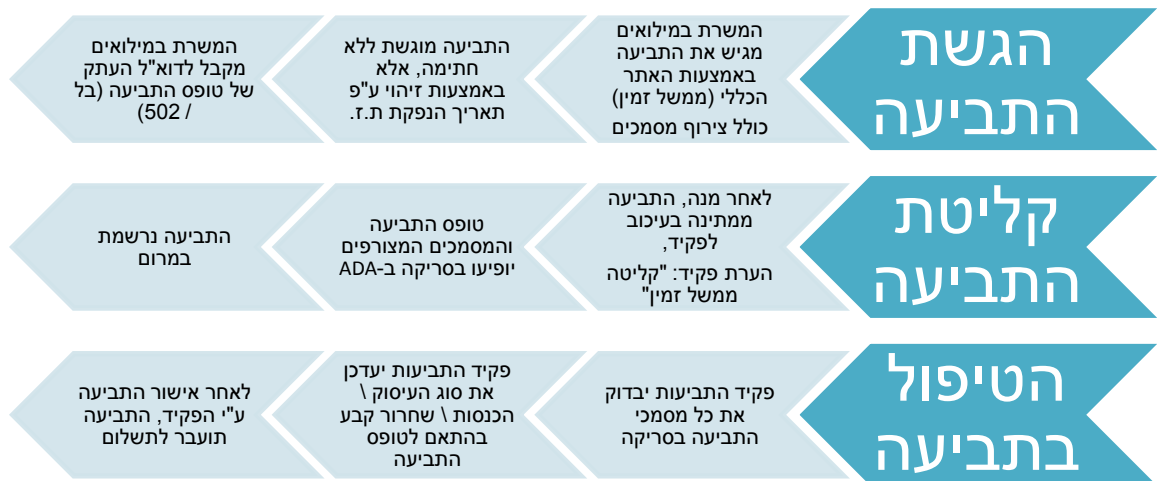 הגשת
התביעה
המשרת במילואים
מגיש את התביעה
באמצעות האתר
הכללי (ממשל זמין)
כולל צירוף מסמכים
התביעה מוגשת ללא
חתימה, אלא
באמצעות זיהוי ע"פ
תאריך הנפקת ת.ז.
המשרת במילואים
מקבל לדוא"ל העתק
של טופס התביעה (בל
/ 502)
קליטת
התביעה
לאחר מנה, התביעה
ממתינה בעיכוב
לפקיד,
הערת פקיד: "קליטה
ממשל זמין"
טופס התביעה
והמסמכים המצורפים
יופיעו בסריקה ב-ADA
התביעה נרשמת
במרום
הטיפול
בתביעה
פקיד התביעות יבדוק
את כל מסמכי
התביעה בסריקה
פקיד התביעות יעדכן
את סוג העיסוק \
הכנסות \ שחרור קבע
בהתאם לטופס
התביעה
לאחר אישור התביעה
ע"י הפקיד, התביעה
תועבר לתשלום